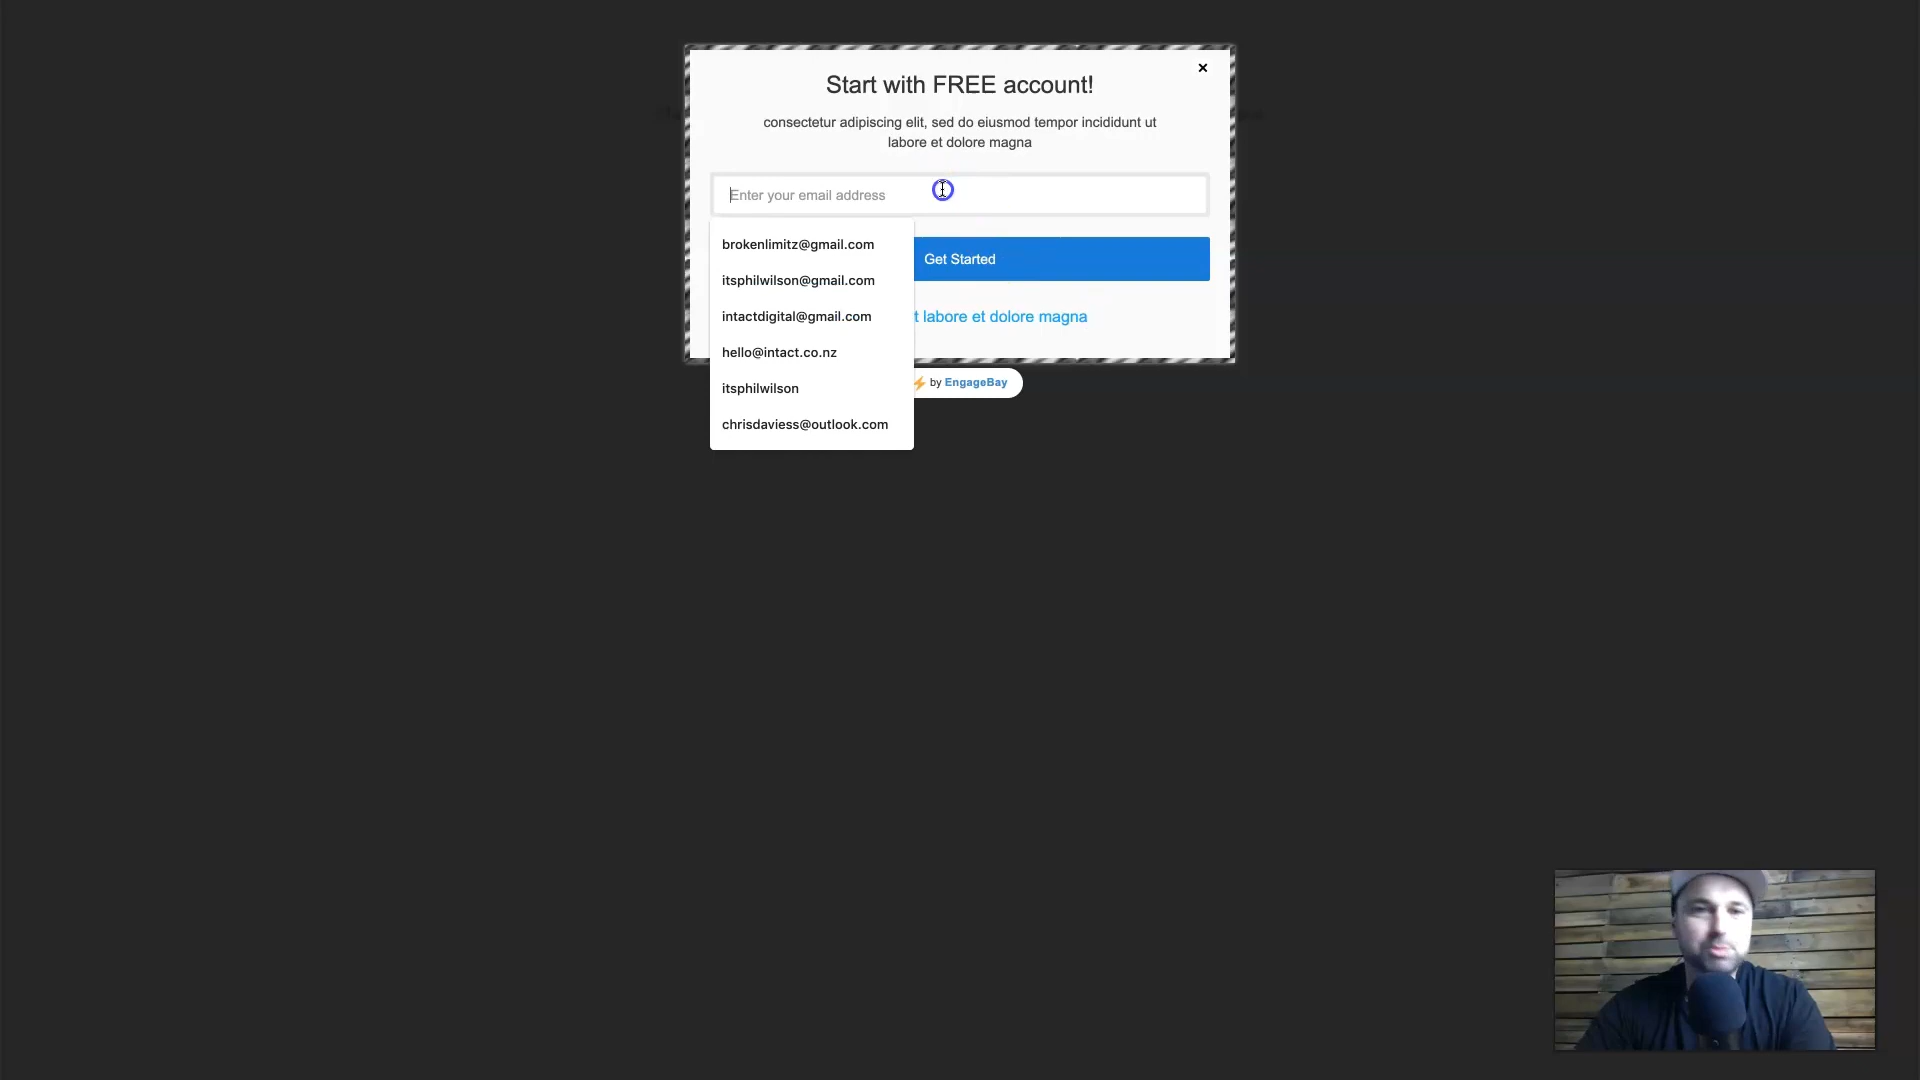 ×
Start with FREE account!
consectetur adipiscing elit, sed do eiusmod tempor incididunt ut
labore et dolore magna
Enter your email address
brokenlimitz@gmail.com
Get Started
itsphilwilson@gmail.com
intactdigital@gmail.com
t labore et dolore magna
hello@intact.co.nz
⚡ by EngageBay
itsphilwilson
chrisdaviess@outlook.com